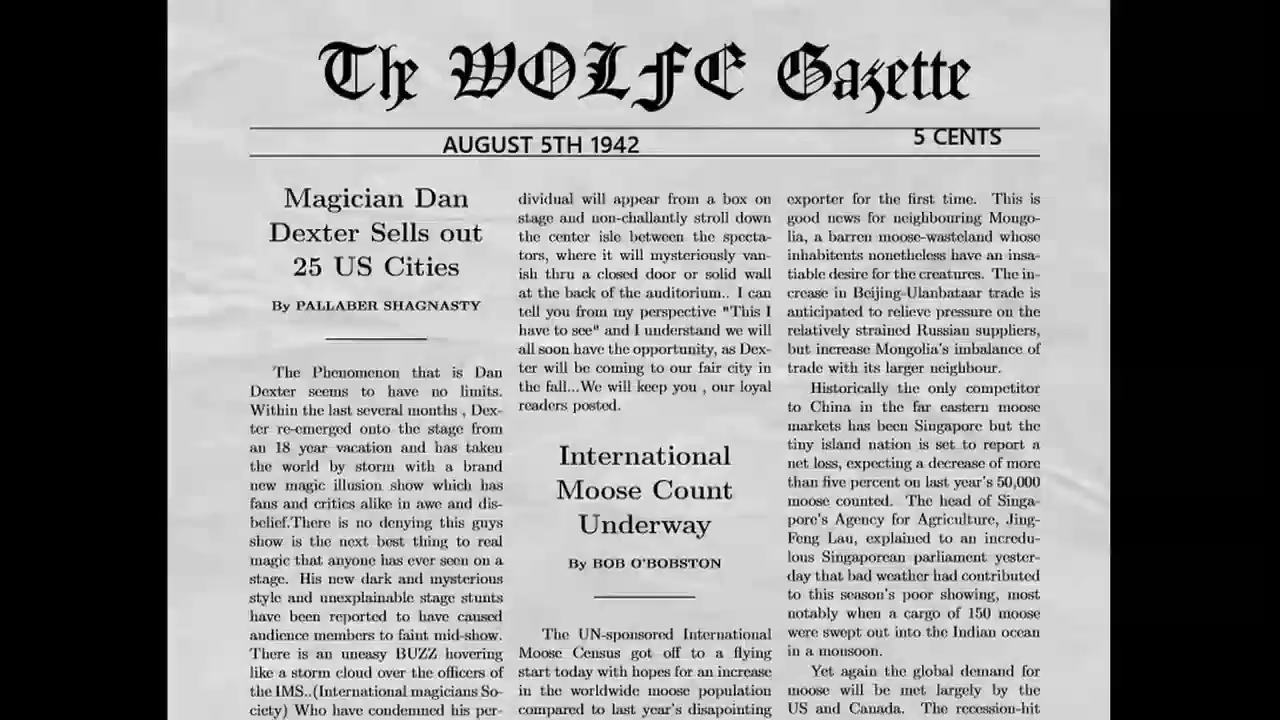 The WOLFE Gazette
AUGUST 5TH 1942
5 CENTS
Magician Dan
Dexter Sells out
25 US Cities
By PALLABER SHAGNASTY
The Phenomenon that is Dan
Dexter seems to have no limits.
Within the last several months , Dex-
ter re-emerged onto the stage from
an 18 year vacation and has taken
the world by storm with a brand
new magic illusion show which has
fans and critics alike in awe and dis-
belief.There is no denying this guys
show is the next best thing to real
magic that anyone has ever seen on a
stage. His new dark and mysterious
style and unexplainable stage stunts
have been reported to have caused
audience members to faint mid-show.
There is an uneasy BUZZ hovering
like a storm cloud over the officers of
the IMS..(International magicians So-
ciety) Who have condemned his per-
dividual will appear from a box on
stage and non-challantly stroll down
the center isle between the specta-
tors, where it will mysteriously van-
ish thru a closed door or solid wall
at the back of the auditorium.. I can
tell you from my perspective "This I
have to see" and I understand we will
all soon have the opportunity, as Dex-
ter will be coming to our fair city in
the fall...We will keep you , our loyal
readers posted.
International
Moose Count
Underway
By BOB O'BOBSTON
The UN-sponsored International
Moose Census got off to a flying
start today with hopes for an increase
in the worldwide moose population
compared to last year's disapointing
exporter for the first time. This is
good news for neighbouring Mongo-
lia, a barren moose-wasteland whose
inhabitents nonetheless have an insa-
tiable desire for the creatures. The in-
crease in Beijing-Ulanbataar trade is
anticipated to relieve pressure on the
relatively strained Russian suppliers,
but increase Mongolia's imbalance of
trade with its larger neighbour.
Historically the only competitor
to China in the far eastern moose
markets has been Singapore but the
tiny island nation is set to report a
net loss, expecting a decrease of more
than five percent on last year's 50,000
moose counted. The head of Singa-
pore's Agency for Agriculture, Jing-
Feng Lau, explained to an incredu-
lous Singaporean parliament yester-
day that bad weather had contributed
to this season's poor showing, most
notably when a cargo of 150 moose
were swept out into the Indian ocean
in a monsoon.
Yet again the global demand for
moose will be met largely by the
US and Canada. The recession-hit